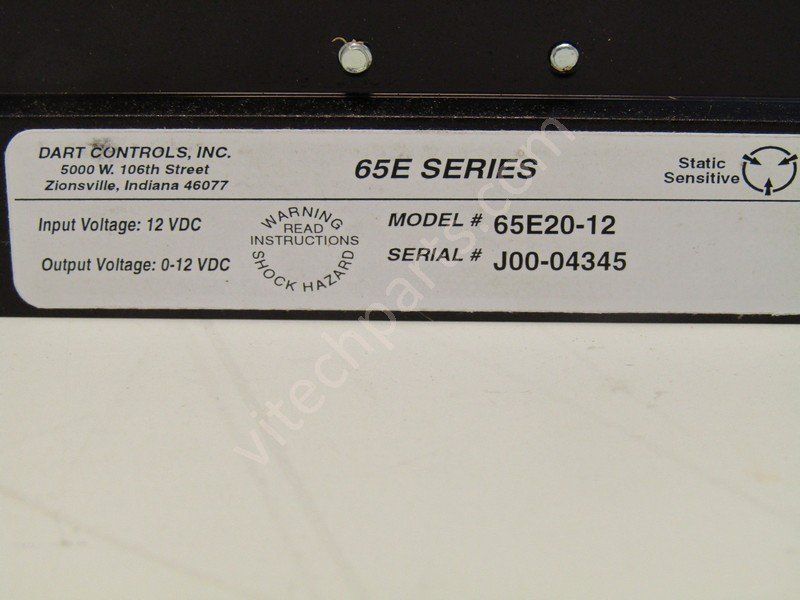 DART CONTROLS, INC.
5000 W. 106th Street
Zionsville, Indiana 46077
65E SERIES
Static
Sensitive
Input Voltage: 12 VDC
Output Voltage: 0-12 VDC
WARNING
READ
INSTRUCTIONS
SHOCK HAZARD
MODEL # 65E20-12
SERIAL # J00-04345
vitechparts.com